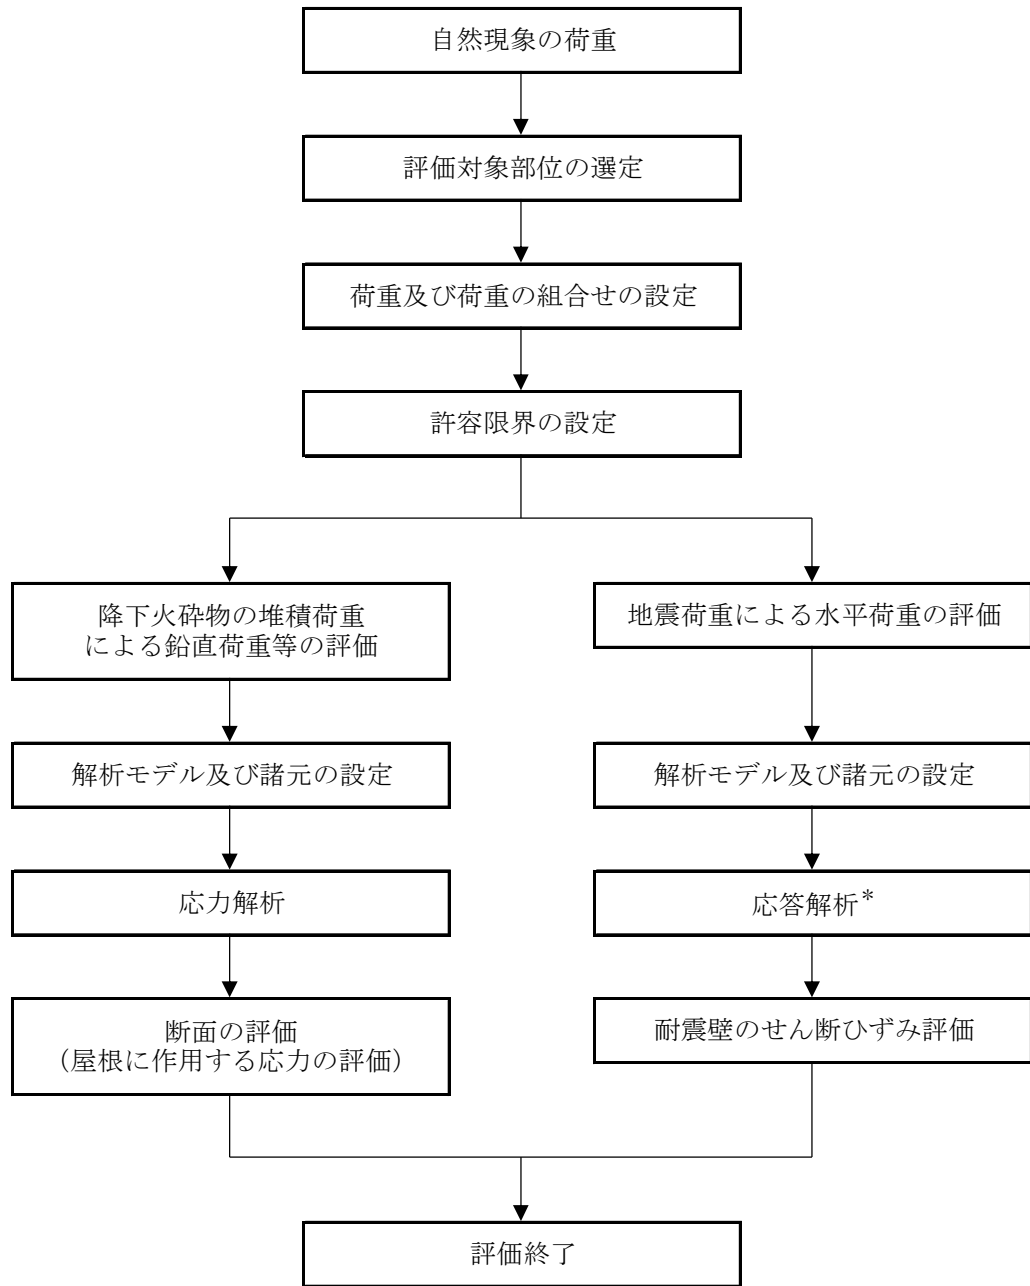 自然現象の荷重
評価対象部位の選定
荷重及び荷重の組合せの設定
許容限界の設定
降下火砕物の堆積荷重
による鉛直荷重等の評価
解析モデル及び諸元の設定
応力解析
断面の評価
（屋根に作用する応力の評価）
地震荷重による水平荷重の評価
解析モデル及び諸元の設定
応答解析*
耐震壁のせん断ひずみ評価
評価終了